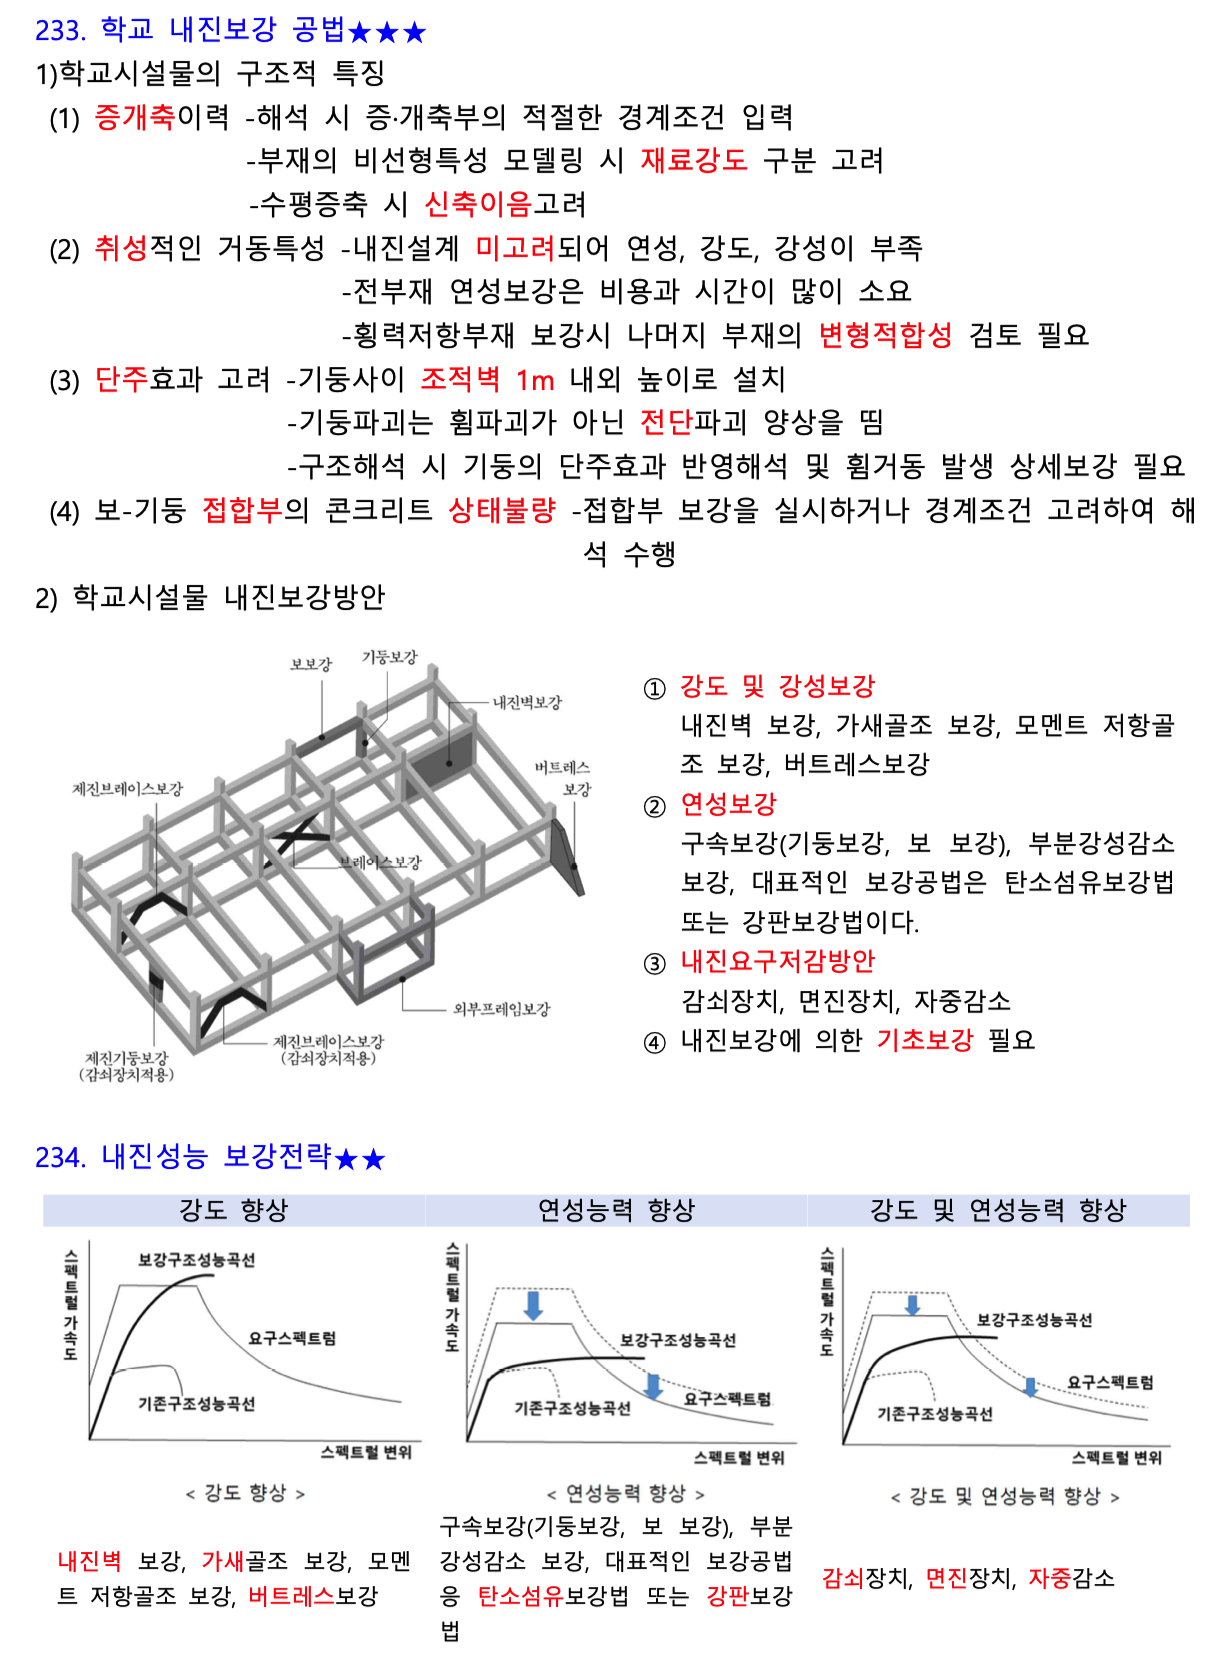 233. 학교 내진보강 공법★★★
1)학교시설물의 구조적 특징
(1) 증개축이력 -해석 시 증·개축부의 적절한 경계조건 입력
-부재의 비선형특성 모델링 시 재료강도 구분 고려
-수평증축 시 신축이음고려
(2) 취성적인 거동특성 -내진설계 미고려되어 연성, 강도, 강성이 부족
-전부재 연성보강은 비용과 시간이 많이 소요
-횡력저항부재 보강시 나머지 부재의 변형적합성 검토 필요
(3) 단주효과 고려 -기둥사이 조적벽 1m 내외 높이로 설치
-기둥파괴는 휨파괴가 아닌 전단파괴 양상을 띰
-구조해석 시 기둥의 단주효과 반영해석 및 휨거동 발생 상세보강 필요
(4) 보-기둥 접합부의 콘크리트 상태불량 -접합부 보강을 실시하거나 경계조건 고려하여 해
석 수행
2) 학교시설물 내진보강방안
보보강
기둥보강
내진벽보강
버트레스
보강
제진브레이스보강
브레이스보강
외부프레임보강
제진브레이스보강
(감쇠장치적용)
제진기둥보강
(감쇠장치적용)
① 강도 및 강성보강
내진벽 보강, 가새골조 보강, 모멘트 저항골
조 보강, 버트레스보강
② 연성보강
구속보강(기둥보강, 보 보강), 부분강성감소
보강, 대표적인 보강공법은 탄소섬유보강법
또는 강판보강법이다.
③ 내진요구저감방안
감쇠장치, 면진장치, 자중감소
④ 내진보강에 의한 기초보강 필요
234. 내진성능 보강전략★★
강도 향상
연성능력 향상
강도 및 연성능력 향상
스펙트럴 가속도
보강구조성능곡선
요구스펙트럼
기존구조성능곡선
스펙트럴 변위
< 강도 향상 >
스펙트럴 가속도
보강구조성능곡선
요구스펙트럼
기존구조성능곡선
스펙트럴 변위
< 연성능력 향상 >
스펙트럴 가속도
보강구조성능곡선
요구스펙트럼
기존구조성능곡선
스펙트럴 변위
< 강도 및 연성능력 향상 >
내진벽 보강, 가새골조 보강, 모멘
트 저항골조 보강, 버트레스보강
구속보강(기둥보강, 보 보강), 부분
강성감소 보강, 대표적인 보강공법
응 탄소섬유보강법 또는 강판보강
법
감쇠장치, 면진장치, 자중감소